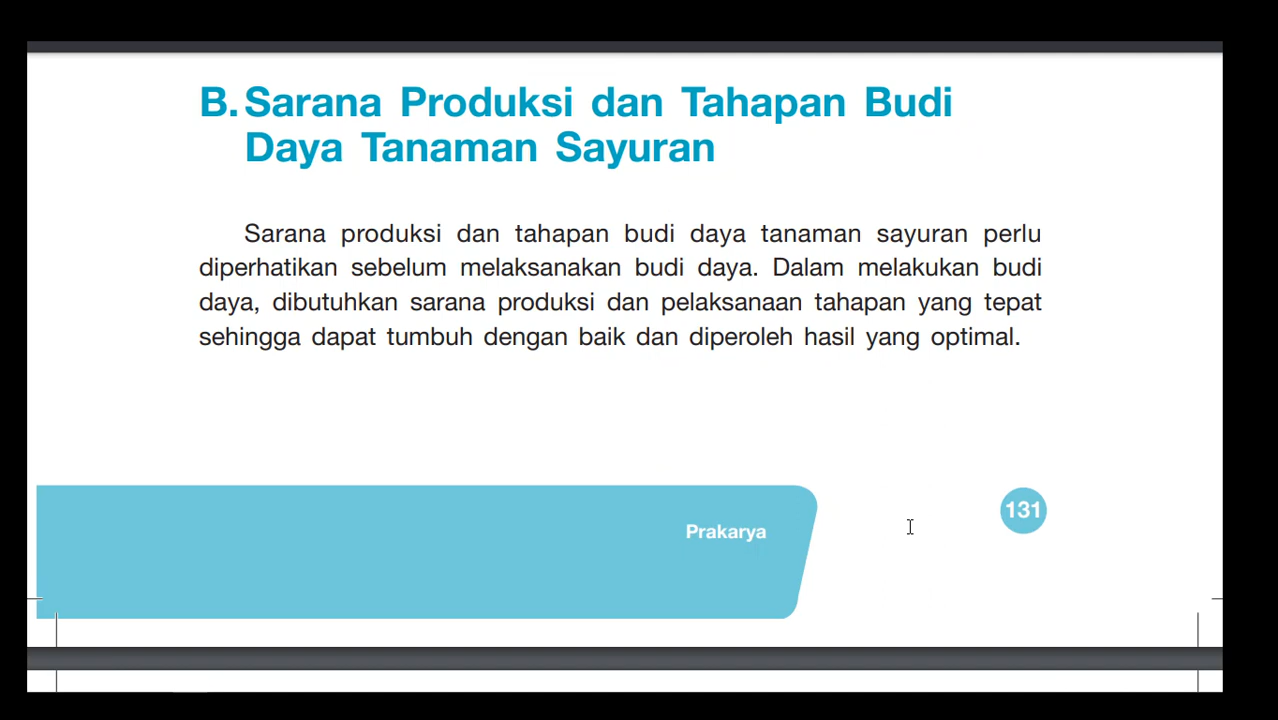 B. Sarana Produksi dan Tahapan Budi
Daya Tanaman Sayuran
Sarana produksi dan tahapan budi daya tanaman sayuran perlu
diperhatikan sebelum melaksanakan budi daya. Dalam melakukan budi
daya, dibutuhkan sarana produksi dan pelaksanaan tahapan yang tepat
sehingga dapat tumbuh dengan baik dan diperoleh hasil yang optimal.
Prakarya
131